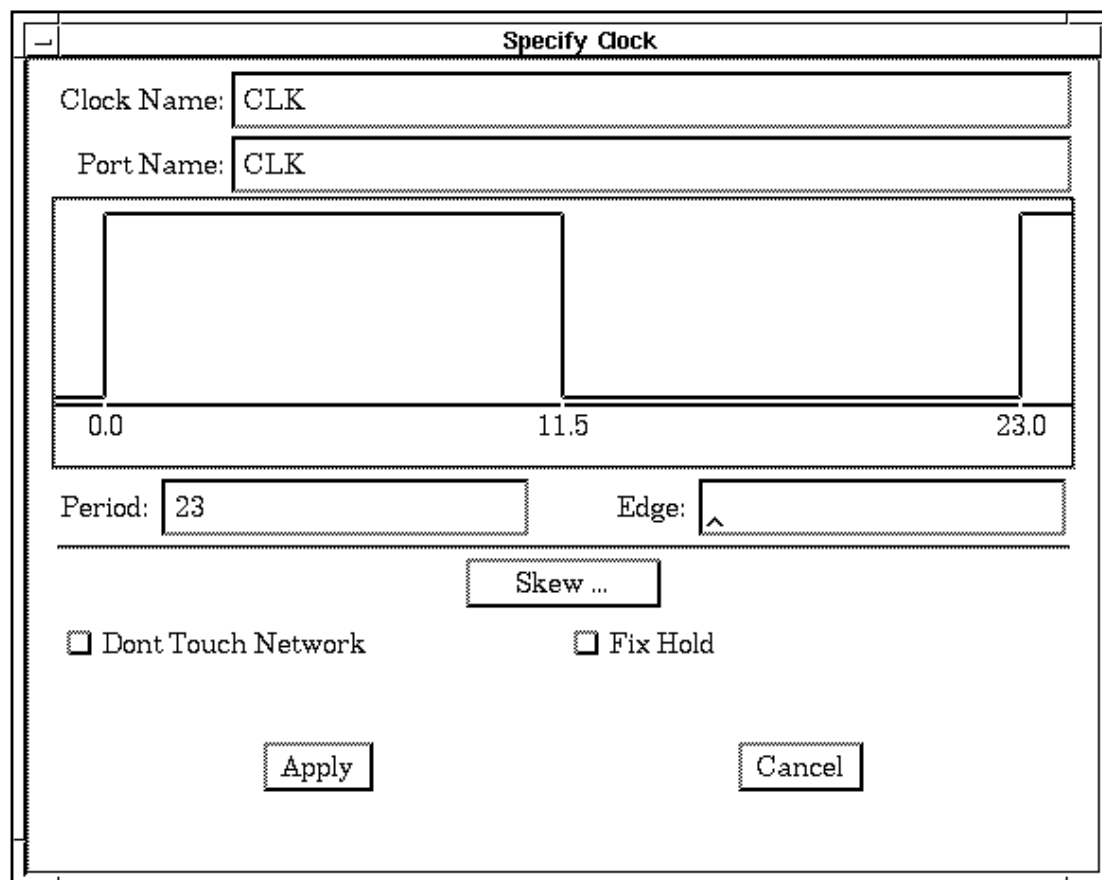 Specify Clock
Clock Name: CLK
Port Name: CLK
0.0 11.5 23.0
Period: 23 Edge:
Skew ...
Dont Touch Network Fix Hold
Apply Cancel